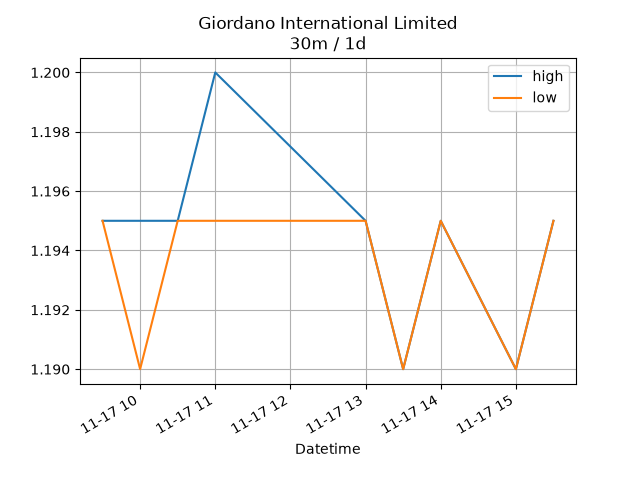 Giordano International Limited
30m / 1d
high
low
1.200
1.198
1.196
1.194
1.192
1.190
11-17 10
11-17 11
11-17 12
11-17 13
11-17 14
11-17 15
Datetime